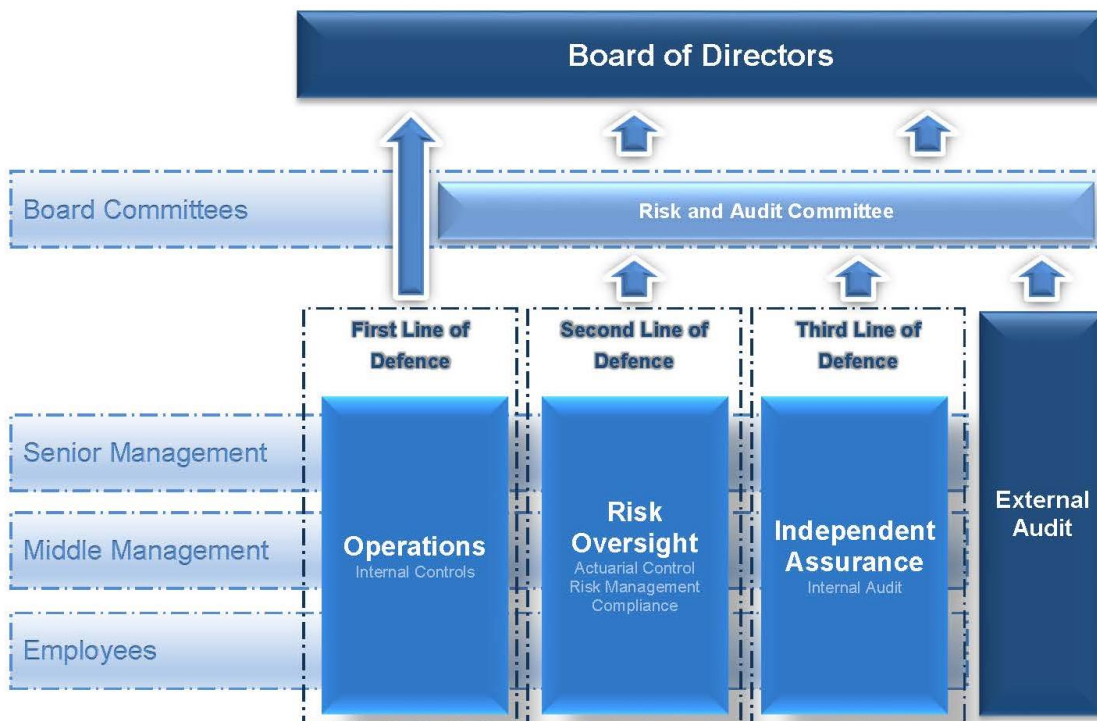 Board of Directors
Board Committees
Risk and Audit Committee
First Line of
Defence
Second Line of
Defence
Third Line of
Defence
Senior Management
Middle Management
Employees
Operations
Internal Controls
Risk
Oversight
Actuarial Control
Risk Management
Compliance
Independent
Assurance
Internal Audit
External
Audit